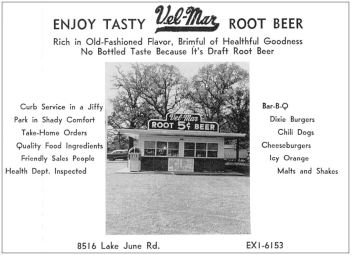 ENJOY TASTY Vel-Mar ROOT BEER
Rich in Old-Fashioned Flavor, Brimful of Healthful Goodness
No Bottled Taste Because It's Draft Root Beer
Curb Service in a Jiffy
Park in Shady Comfort
Take-Home Orders
Quality Food Ingredients
Friendly Sales People
Health Dept. Inspected
Vel-Mar
ROOT 5¢ BEER
Bar-B-Q
Dixie Burgers
Chili Dogs
Cheeseburgers
Icy Orange
Malts and Shakes
8516 Lake June Rd. EX1-6153